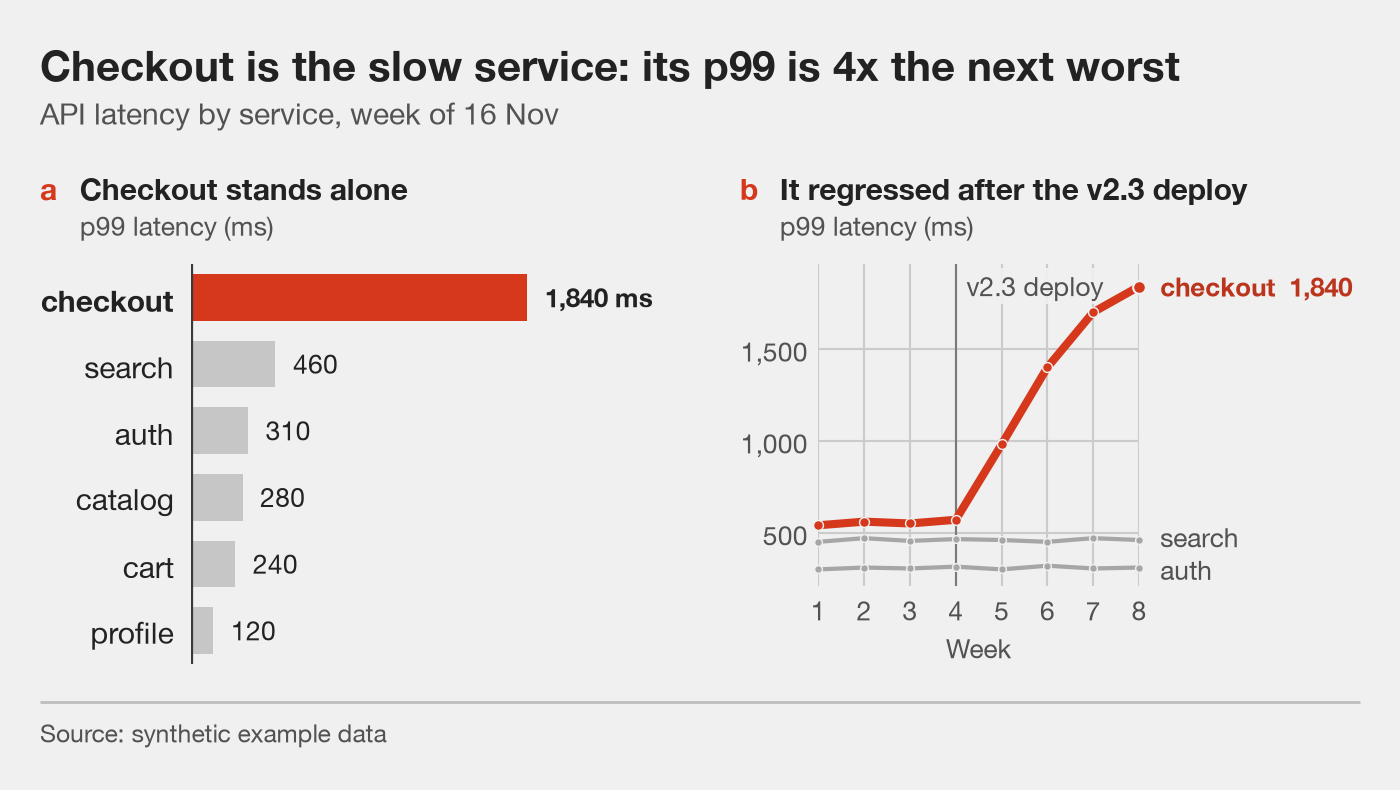 Checkout is the slow service: its p99 is 4x the next worst
API latency by service, week of 16 Nov
a Checkout stands alone
p99 latency (ms)
checkout 1,840 ms
search 460
auth 310
catalog 280
cart 240
profile 120
b It regressed after the v2.3 deploy
p99 latency (ms)
v2.3 deploy
checkout 1,840
1,500
1,000
500
search
auth
1 2 3 4 5 6 7 8
Week
Source: synthetic example data